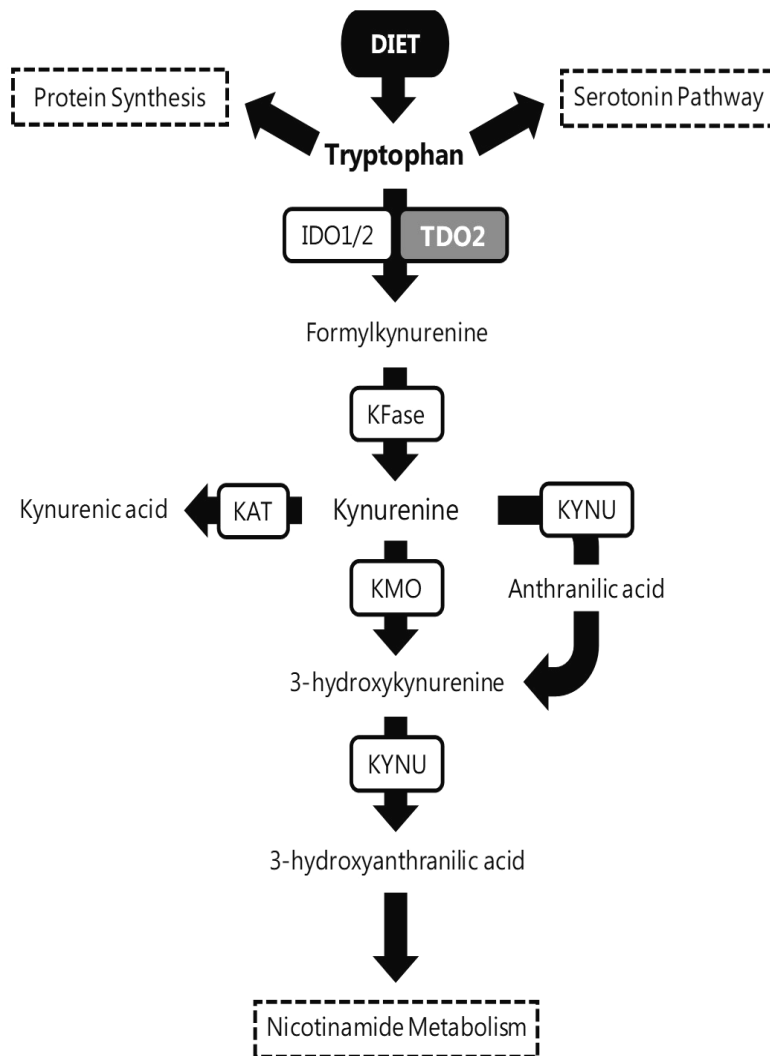 DIET
Protein Synthesis
Serotonin Pathway
Tryptophan
IDO1/2
TDO2
Formylkynurenine
KFase
Kynurenic acid
KAT
Kynurenine
KYNU
KMO
Anthranilic acid
3-hydroxykynurenine
KYNU
3-hydroxyanthranilic acid
Nicotinamide Metabolism